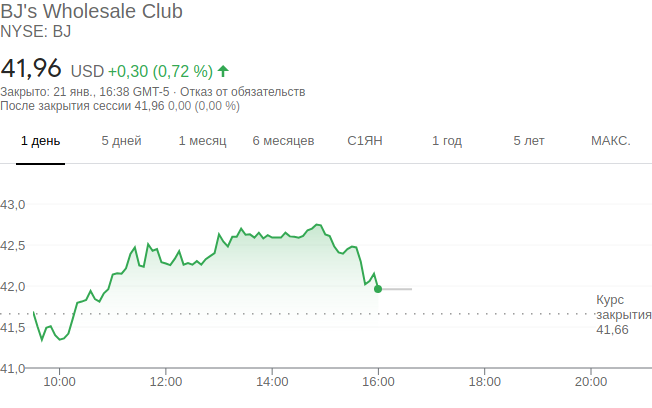 BJ's Wholesale Club
NYSE: BJ
41,96 USD +0,30 (0,72 %)
Закрыто: 21 янв., 16:38 GMT-5 · Отказ от обязательств
После закрытия сессии 41,96 0,00 (0,00 %)
1 день 5 дней 1 месяц 6 месяцев С1ЯН 1 год 5 лет МАКС.
43,0
42,5
42,0
Курс
закрытия
41,66
41,5
41,0
10:00 12:00 14:00 16:00 18:00 20:00